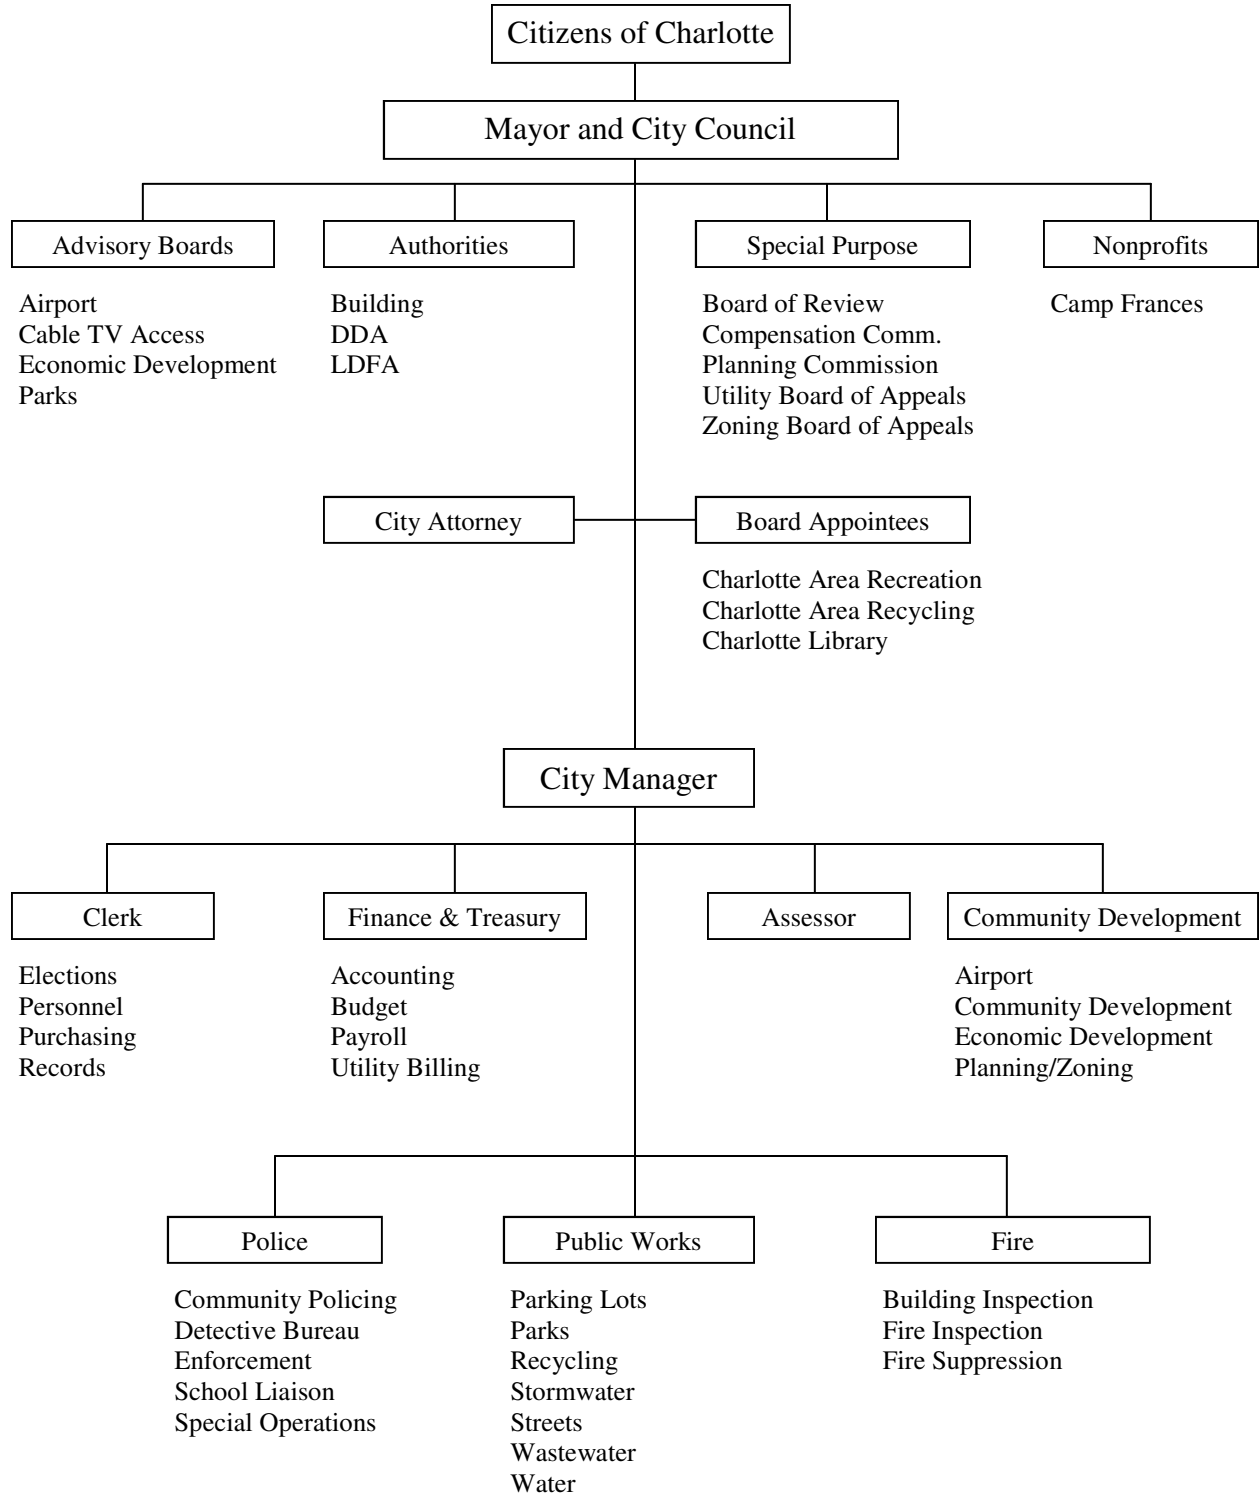 Citizens of Charlotte
Mayor and City Council
Advisory Boards
Airport
Cable TV Access
Economic Development
Parks
Authorities
Building
DDA
LDFA
Special Purpose
Board of Review
Compensation Comm.
Planning Commission
Utility Board of Appeals
Zoning Board of Appeals
Nonprofits
Camp Frances
City Attorney
Board Appointees
Charlotte Area Recreation
Charlotte Area Recycling
Charlotte Library
City Manager
Clerk
Elections
Personnel
Purchasing
Records
Finance & Treasury
Accounting
Budget
Payroll
Utility Billing
Assessor
Community Development
Airport
Community Development
Economic Development
Planning/Zoning
Police
Community Policing
Detective Bureau
Enforcement
School Liaison
Special Operations
Public Works
Parking Lots
Parks
Recycling
Stormwater
Streets
Wastewater
Water
Fire
Building Inspection
Fire Inspection
Fire Suppression